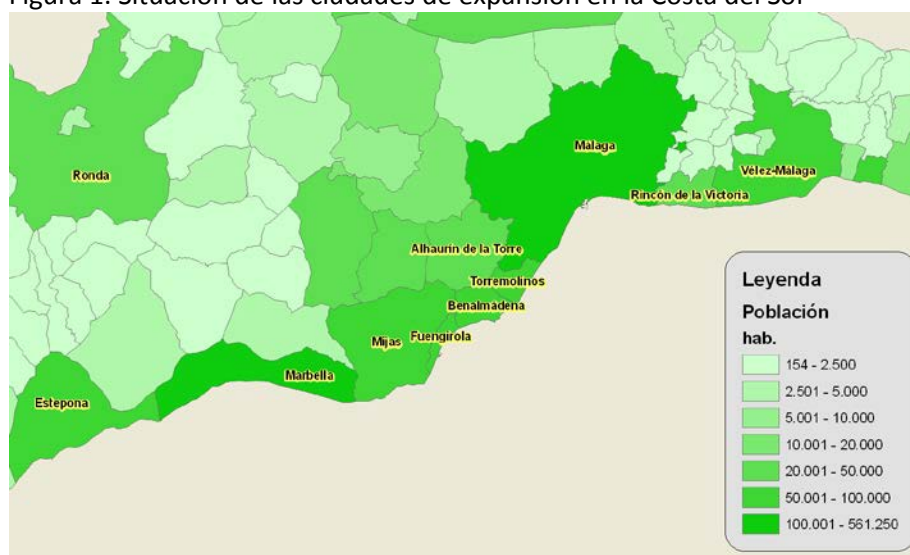 Figura 1. Situación de las ciudades de expansión en la Costa del Sol
Málaga
Ronda
Vélez-Málaga
Rincón de la Victoria
Alhaurín de la Torre
Torremolinos
Benalmadena
Fuengirola
Mijas
Marbella
Estepona
Leyenda
Población
hab.
154 - 2.500
2.501 - 5.000
5.001 - 10.000
10.001 - 20.000
20.001 - 50.000
50.001 - 100.000
100.001 - 561.250